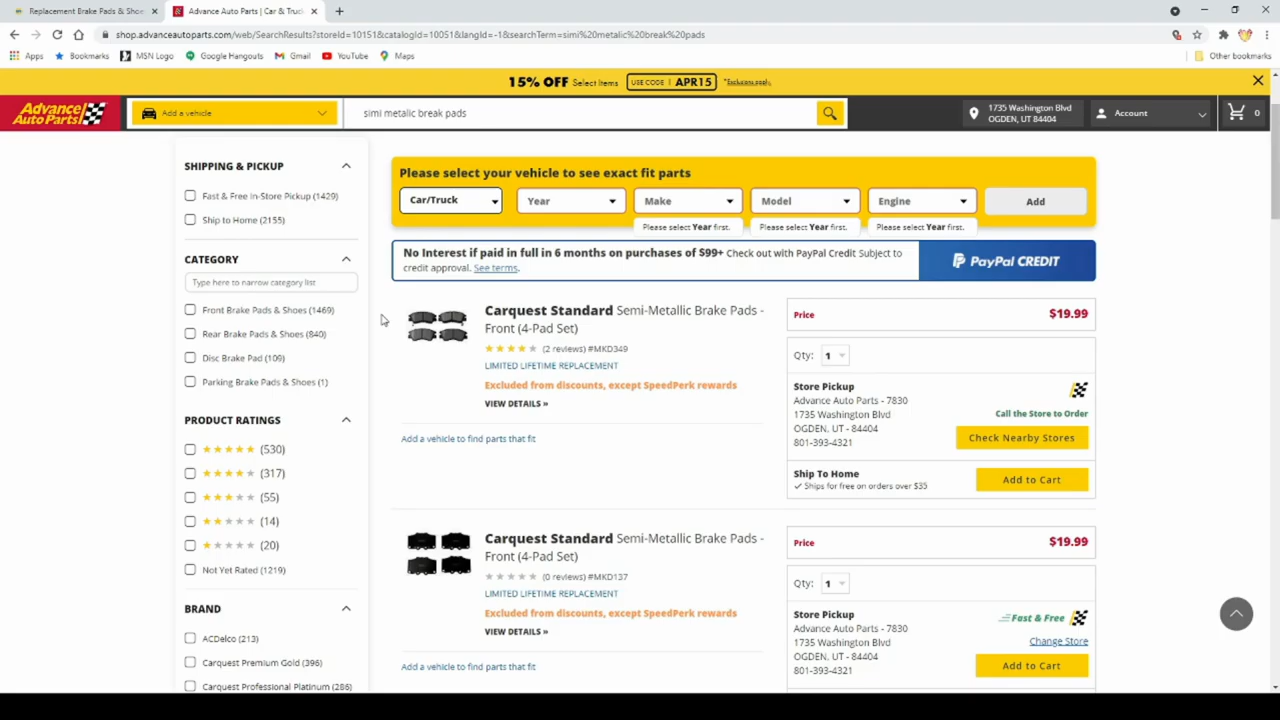 Replacement Brake Pads & Shoe
Advance Auto Parts | Car & Truck
shop.advanceautoparts.com/web/SearchResults?storeId=10151&catalogId=10051&langId=-1&searchTerm=simi%20metalic%20break%20pads
Apps Bookmarks MSN Logo Google Hangouts Gmail YouTube Maps Other bookmarks
15% OFF Select Items USE CODE | APR15 *Exclusions apply.
Advance Auto Parts
Add a vehicle
simi metalic break pads
1735 Washington Blvd
OGDEN, UT 84404
Account
0
SHIPPING & PICKUP
Fast & Free In-Store Pickup (1429)
Ship to Home (2155)
CATEGORY
Type here to narrow category list
Front Brake Pads & Shoes (1469)
Rear Brake Pads & Shoes (840)
Disc Brake Pad (109)
Parking Brake Pads & Shoes (1)
PRODUCT RATINGS
(530)
(317)
(55)
(14)
(20)
Not Yet Rated (1219)
BRAND
ACDelco (213)
Carquest Premium Gold (396)
Carquest Professional Platinum (286)
Please select your vehicle to see exact fit parts
Car/Truck Year Make Model Engine Add
Please select Year first. Please select Year first. Please select Year first.
No Interest if paid in full in 6 months on purchases of $99+ Check out with PayPal Credit Subject to
credit approval. See terms.
PayPal CREDIT
Carquest Standard Semi-Metallic Brake Pads -
Front (4-Pad Set)
(2 reviews) #MKD349
LIMITED LIFETIME REPLACEMENT
Excluded from discounts, except SpeedPerk rewards
VIEW DETAILS »
Add a vehicle to find parts that fit
Price $19.99
Qty: 1
Store Pickup
Advance Auto Parts - 7830
1735 Washington Blvd
OGDEN, UT - 84404
801-393-4321
Call the Store to Order
Check Nearby Stores
Ship To Home
✓ Ships for free on orders over $35
Add to Cart
Carquest Standard Semi-Metallic Brake Pads -
Front (4-Pad Set)
(0 reviews) #MKD137
LIMITED LIFETIME REPLACEMENT
Excluded from discounts, except SpeedPerk rewards
VIEW DETAILS »
Add a vehicle to find parts that fit
Price $19.99
Qty: 1
Store Pickup
Advance Auto Parts - 7830
1735 Washington Blvd
OGDEN, UT - 84404
801-393-4321
Fast & Free
Change Store
Add to Cart